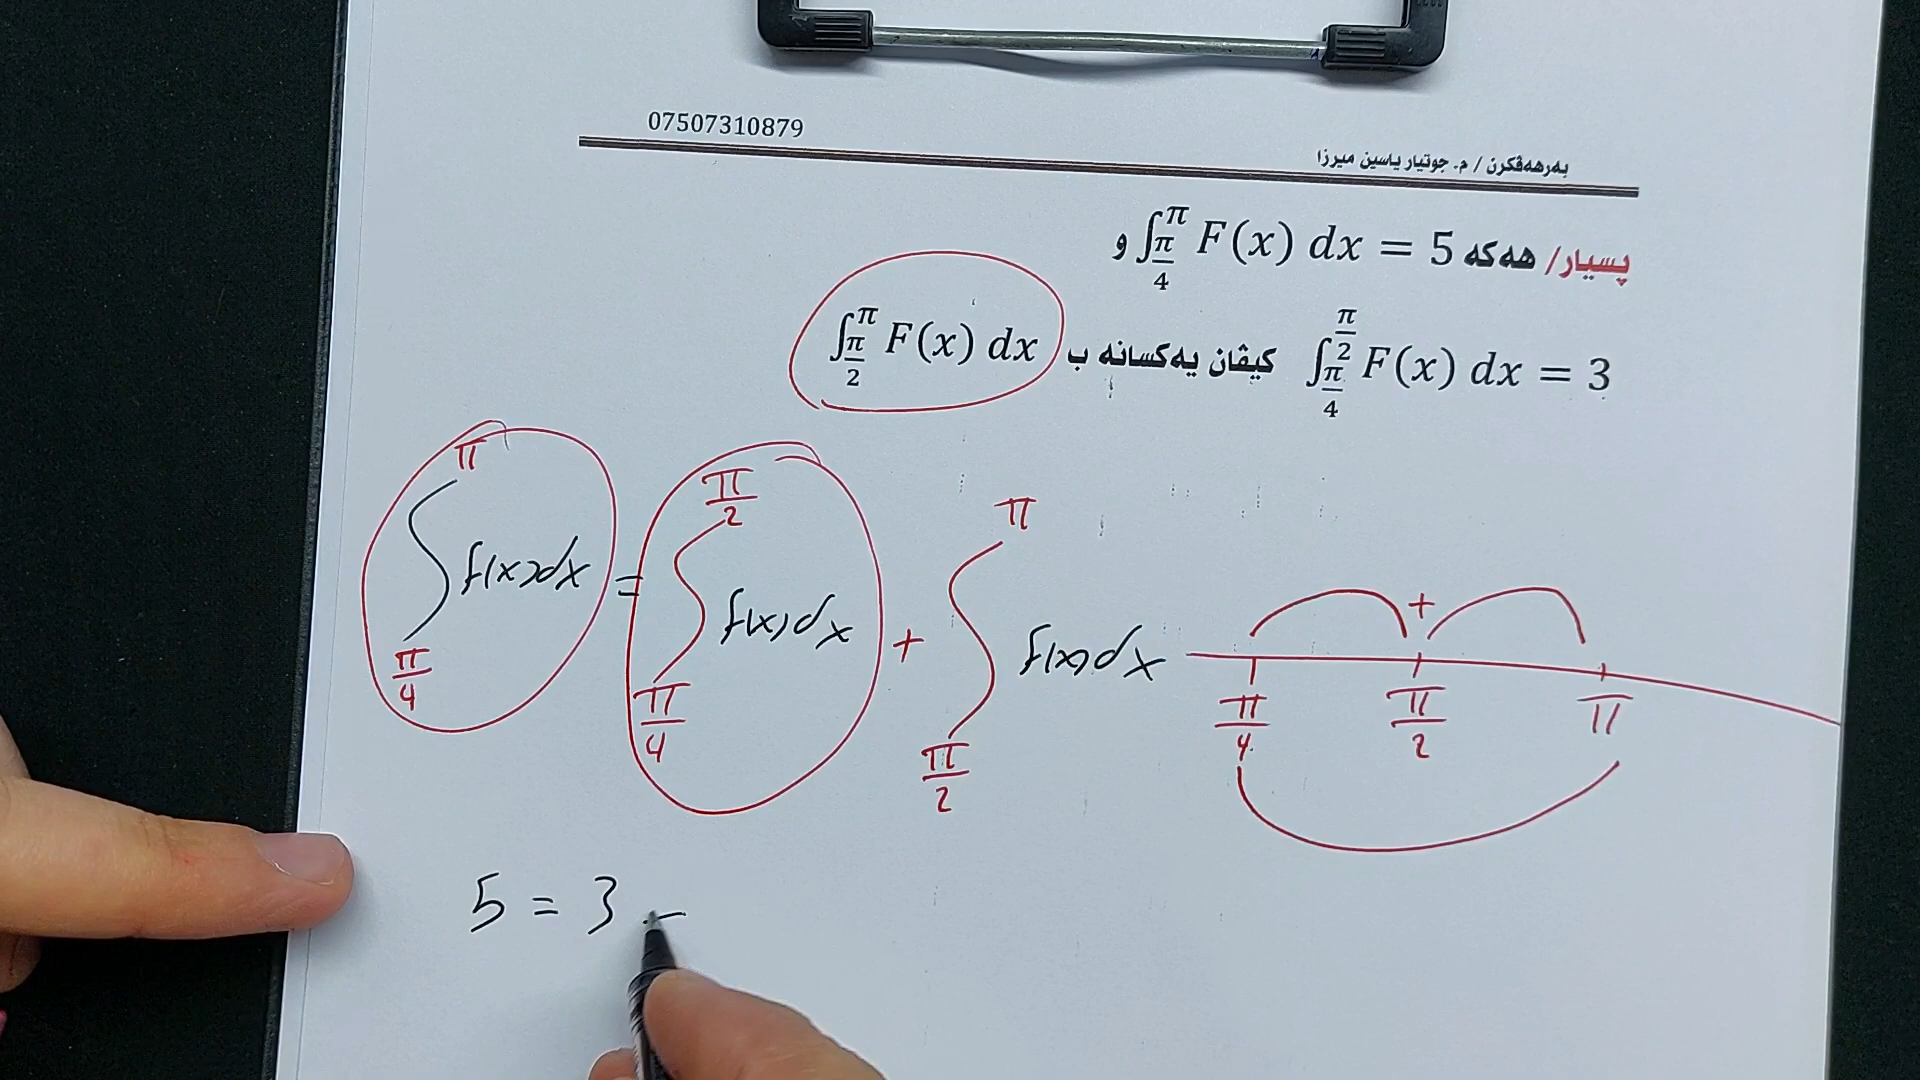 07507310879
بەرهەڤکرن / م. جوتیار یاسین میرزا
پسیار/ هەکە ∫_{π/4}^{π} F(x) dx = 5 و
∫_{π/4}^{π/2} F(x) dx = 3 کیڤان یەکسانە ب ∫_{π/2}^{π} F(x) dx
∫_{π/4}^{π} f(x)dx = ∫_{π/4}^{π/2} f(x)dx + ∫_{π/2}^{π} f(x)dx
+
π/4 π/2 π
5 = 3 -